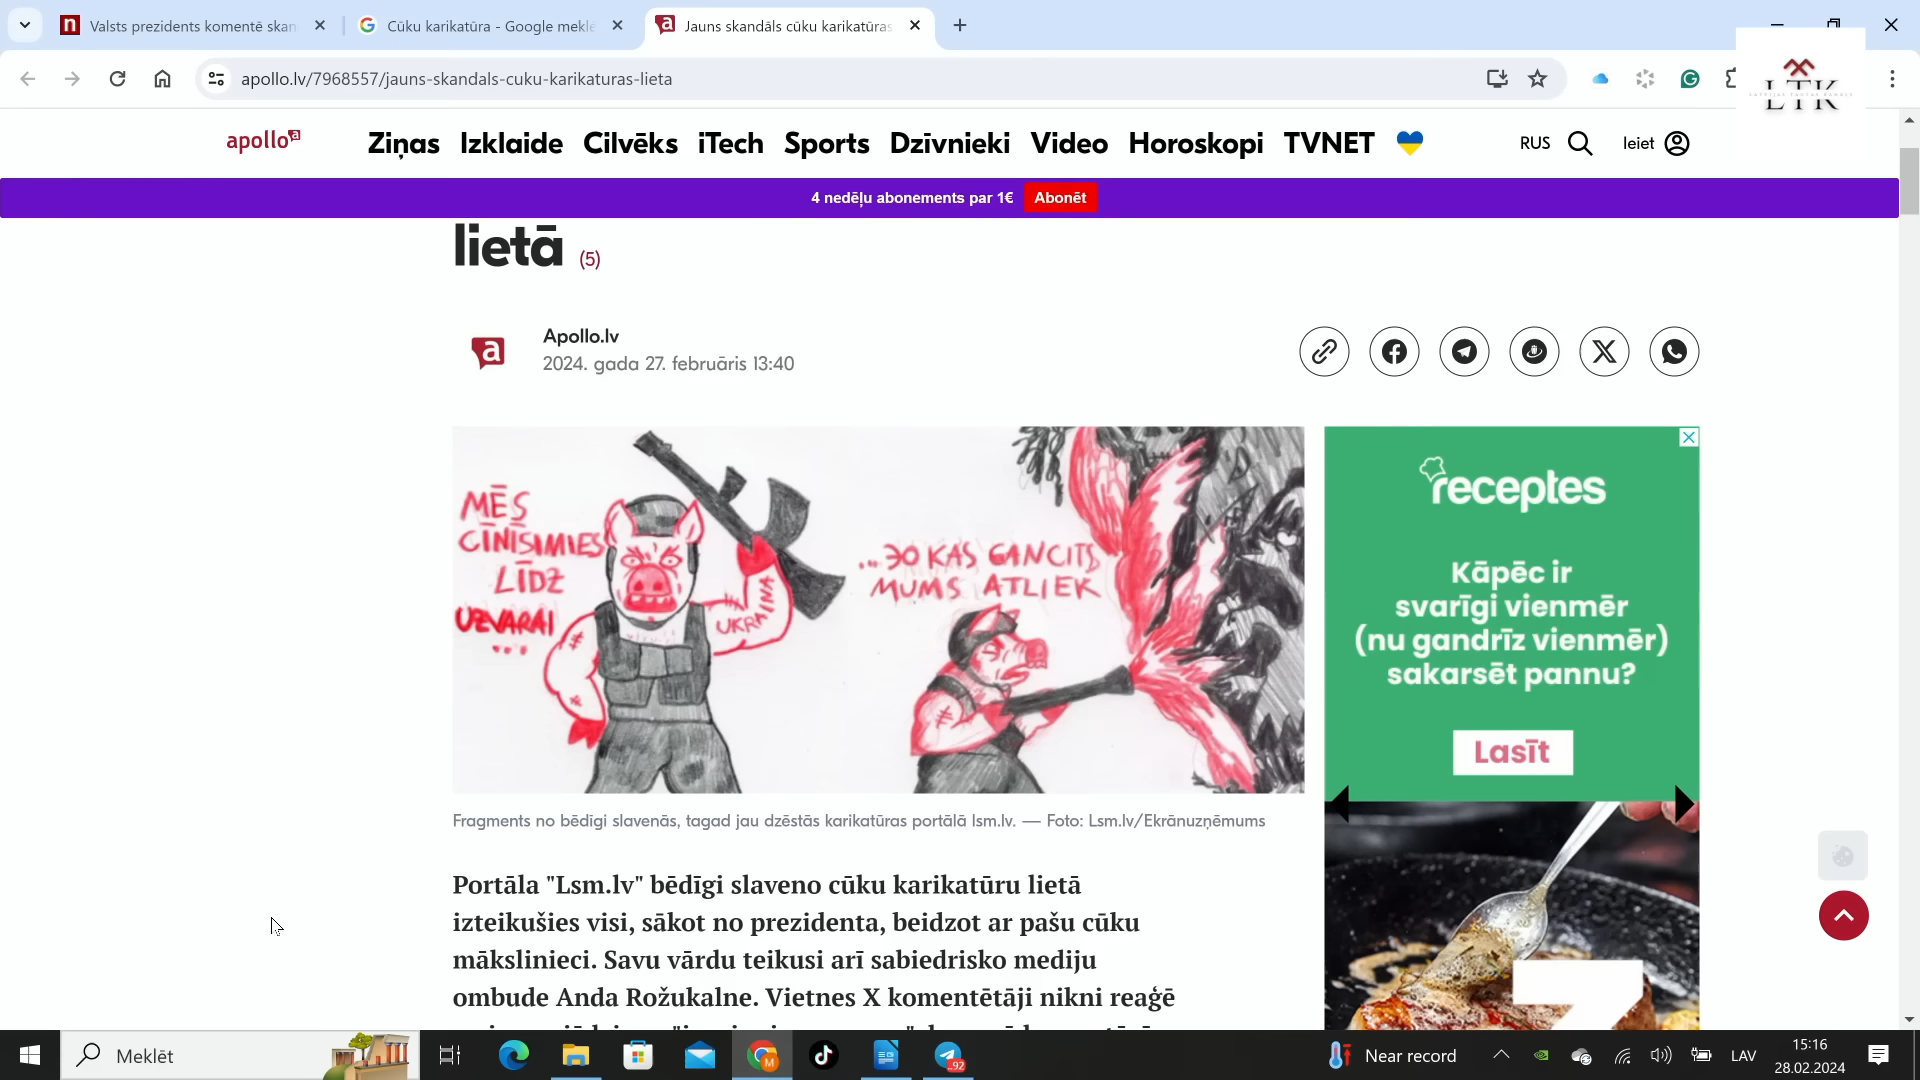 Valsts prezidents komentē skan
Cūku karikatūra - Google meklē
Jauns skandāls cūku karikatūras
apollo.lv/7968557/jauns-skandals-cuku-karikaturas-lieta
LTK
apollo
Ziņas Izklaide Cilvēks iTech Sports Dzīvnieki Video Horoskopi TVNET
RUS
Ieiet
4 nedēļu abonements par 1€ Abonēt
lietā (5)
Apollo.lv
2024. gada 27. februāris 13:40
MĒS
CĪNĪSIMIES
LĪDZ
UZVARAI
...
UKRAINA
MUMS ATLIEK
receptes
Kāpēc ir
svarīgi vienmēr
(nu gandrīz vienmēr)
sakarsēt pannu?
Lasīt
Fragments no bēdīgi slavenās, tagad jau dzēstās karikatūras portālā lsm.lv. — Foto: Lsm.lv/Ekrānuzņēmums
Portāla "Lsm.lv" bēdīgi slaveno cūku karikatūru lietā
izteikušies visi, sākot no prezidenta, beidzot ar pašu cūku
mākslinieci. Savu vārdu teikusi arī sabiedrisko mediju
ombude Anda Rožukalne. Vietnes X komentētāji nikni reaģē
Meklēt
92
Near record
LAV
15:16
28.02.2024